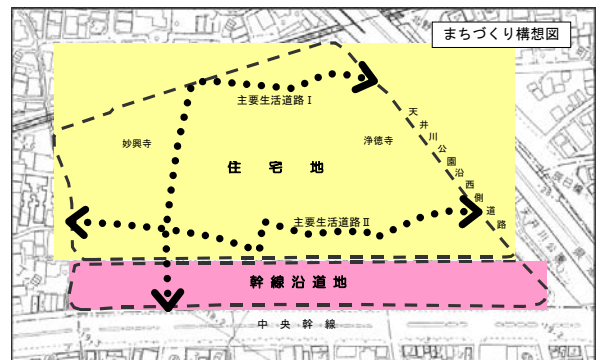 まちづくり構想図
主要生活道路Ⅰ
天井川公園沿西側道路
妙興寺
浄徳寺
住宅地
主要生活道路Ⅱ
幹線沿道地
中央幹線